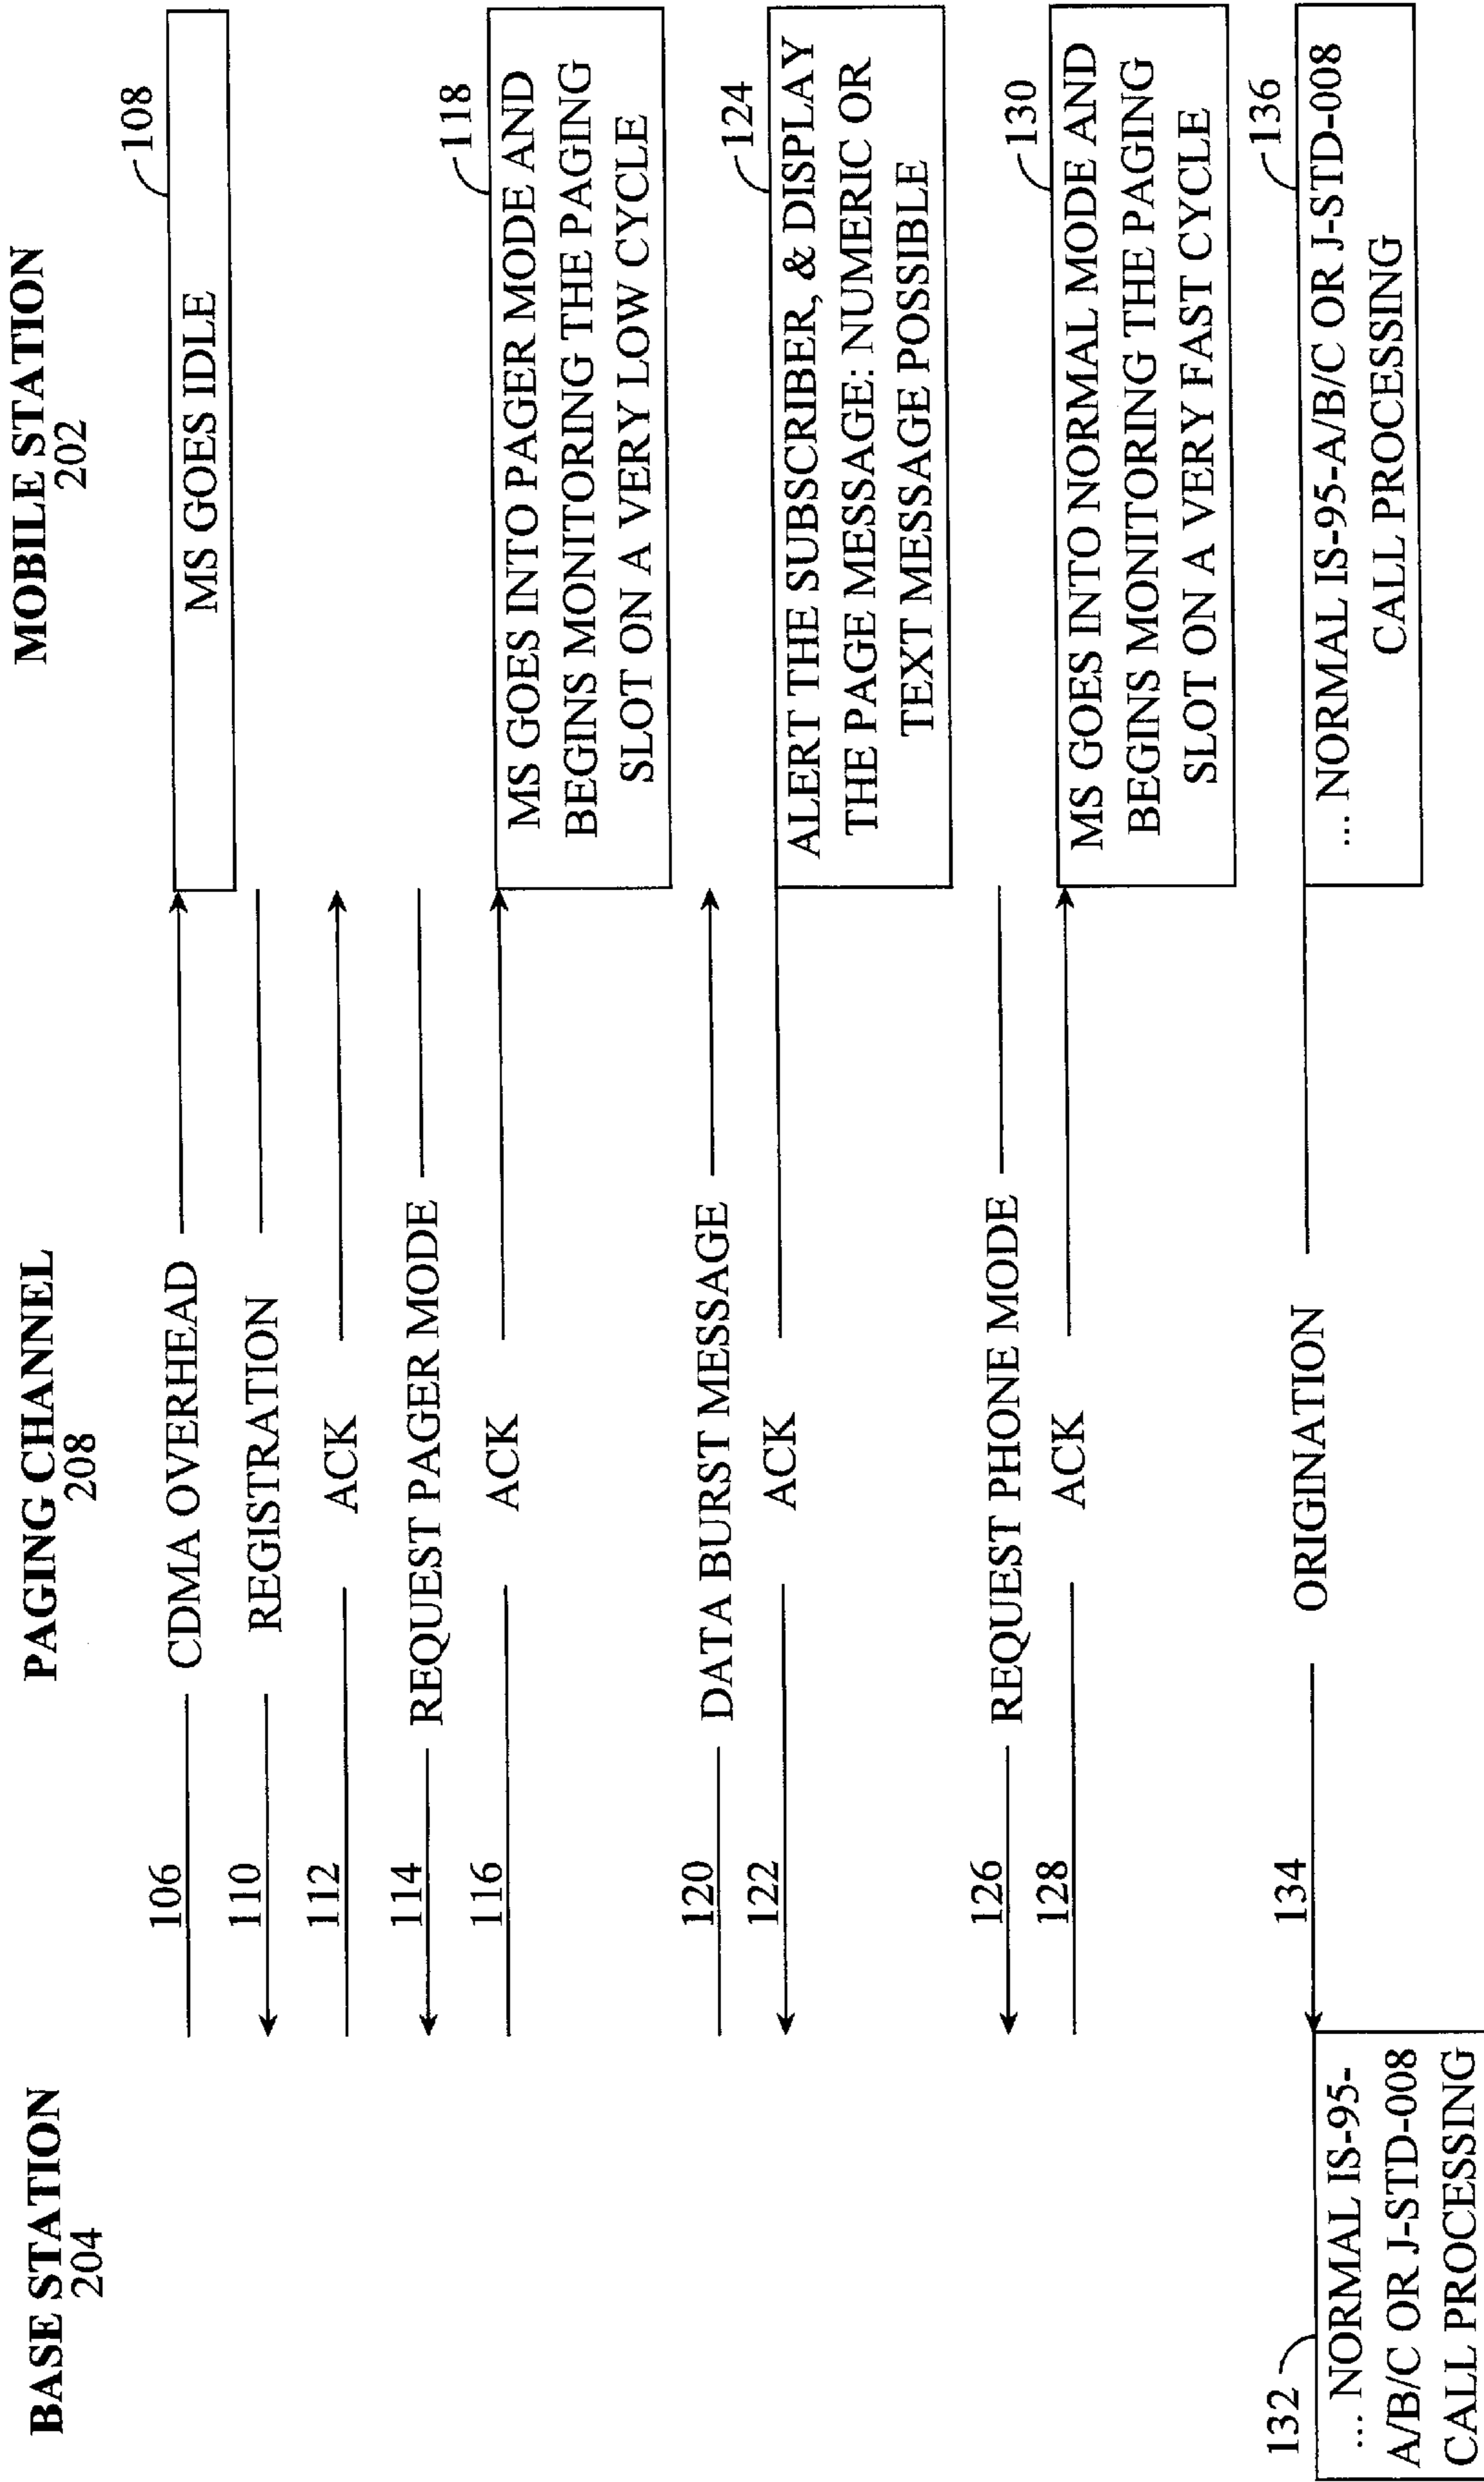 BASE STATION
204
PAGING CHANNEL
208
MOBILE STATION
202
106
CDMA OVERHEAD
108
MS GOES IDLE
110
REGISTRATION
112
ACK
114
REQUEST PAGER MODE
116
ACK
118
MS GOES INTO PAGER MODE AND
BEGINS MONITORING THE PAGING
SLOT ON A VERY LOW CYCLE
120
DATA BURST MESSAGE
122
ACK
124
ALERT THE SUBSCRIBER, & DISPLAY
THE PAGE MESSAGE: NUMERIC OR
TEXT MESSAGE POSSIBLE
126
REQUEST PHONE MODE
128
ACK
130
MS GOES INTO NORMAL MODE AND
BEGINS MONITORING THE PAGING
SLOT ON A VERY FAST CYCLE
132
... NORMAL IS-95-
A/B/C OR J-STD-008
CALL PROCESSING
134
ORIGINATION
136
... NORMAL IS-95-A/B/C OR J-STD-008
CALL PROCESSING